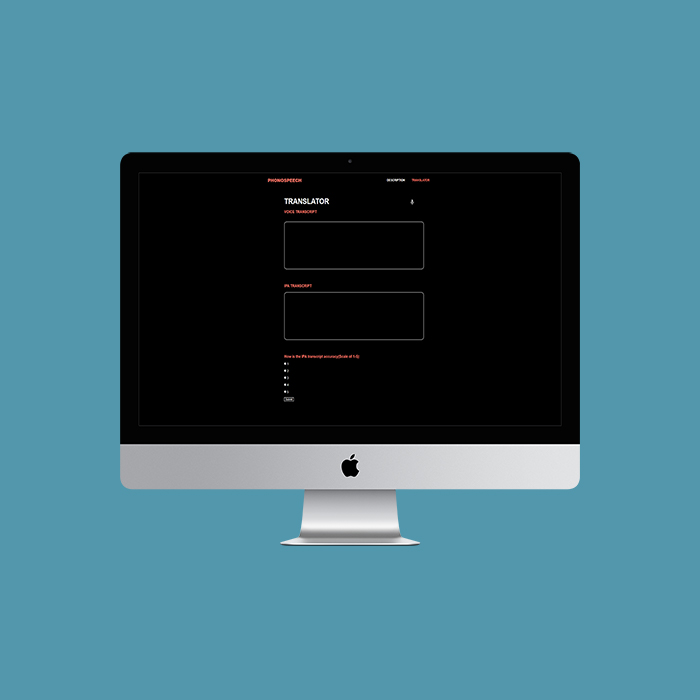 PHONOSPEECH
DESCRIPTION TRANSLATOR
TRANSLATOR
VOICE TRANSCRIPT
IPA TRANSCRIPT
How is the IPA transcript accuracy(Scale of 1-5)
1
2
3
4
5
Submit